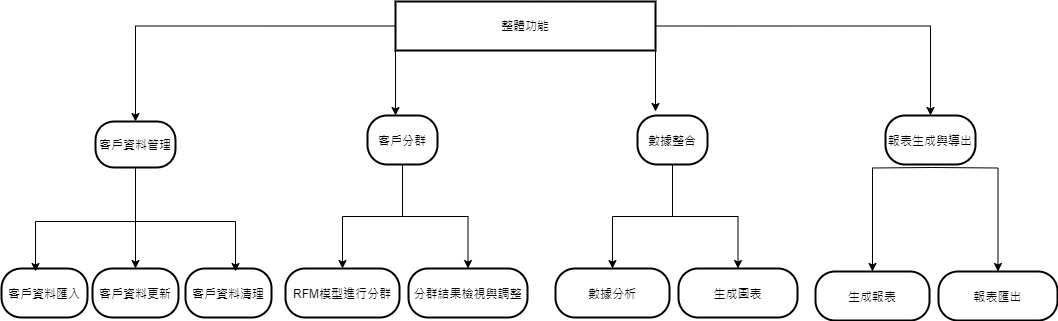 整體功能
客戶資料管理
客戶分群
數據整合
報表生成與導出
客戶資料匯入
客戶資料更新
客戶資料清理
RFM模型進行分群
分群結果檢視與調整
數據分析
生成圖表
生成報表
報表匯出